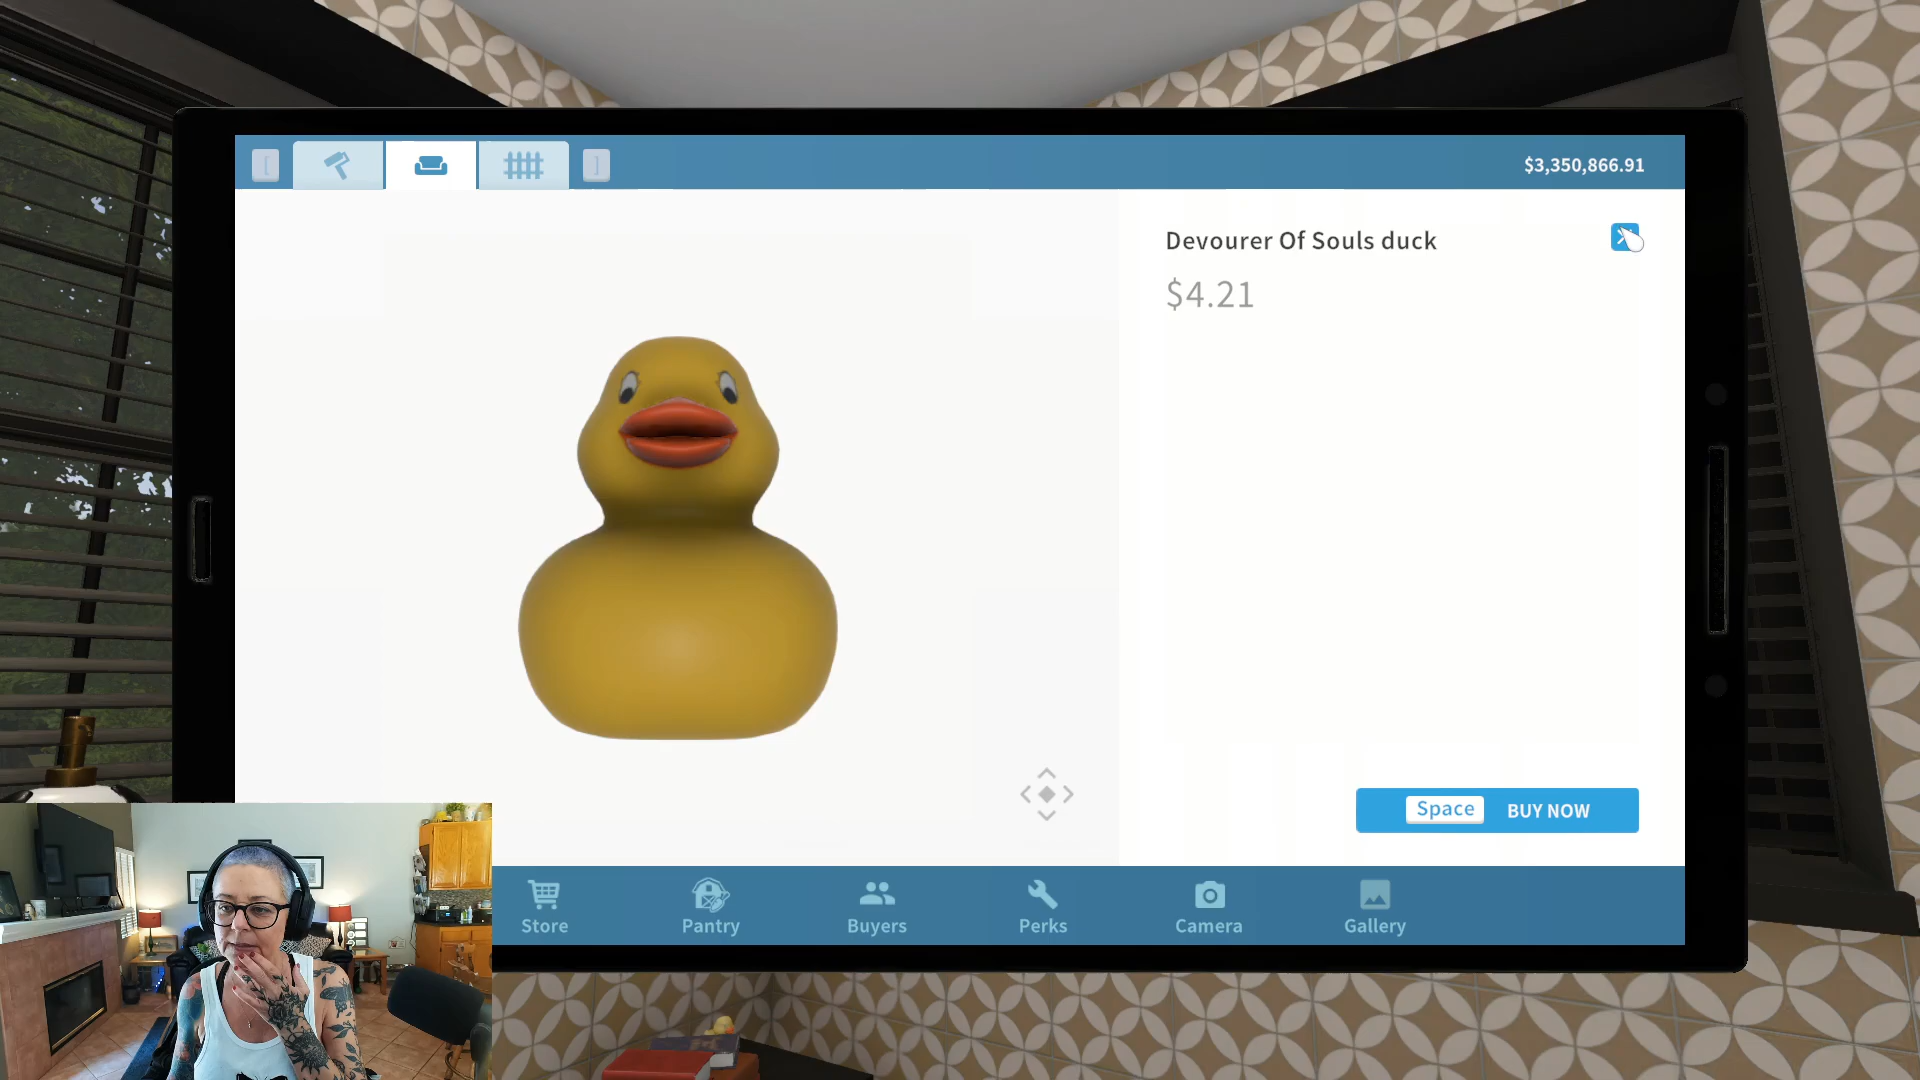 [
]
$3,350,866.91
Devourer Of Souls duck
$4.21
Space BUY NOW
Store
Pantry
Buyers
Perks
Camera
Gallery